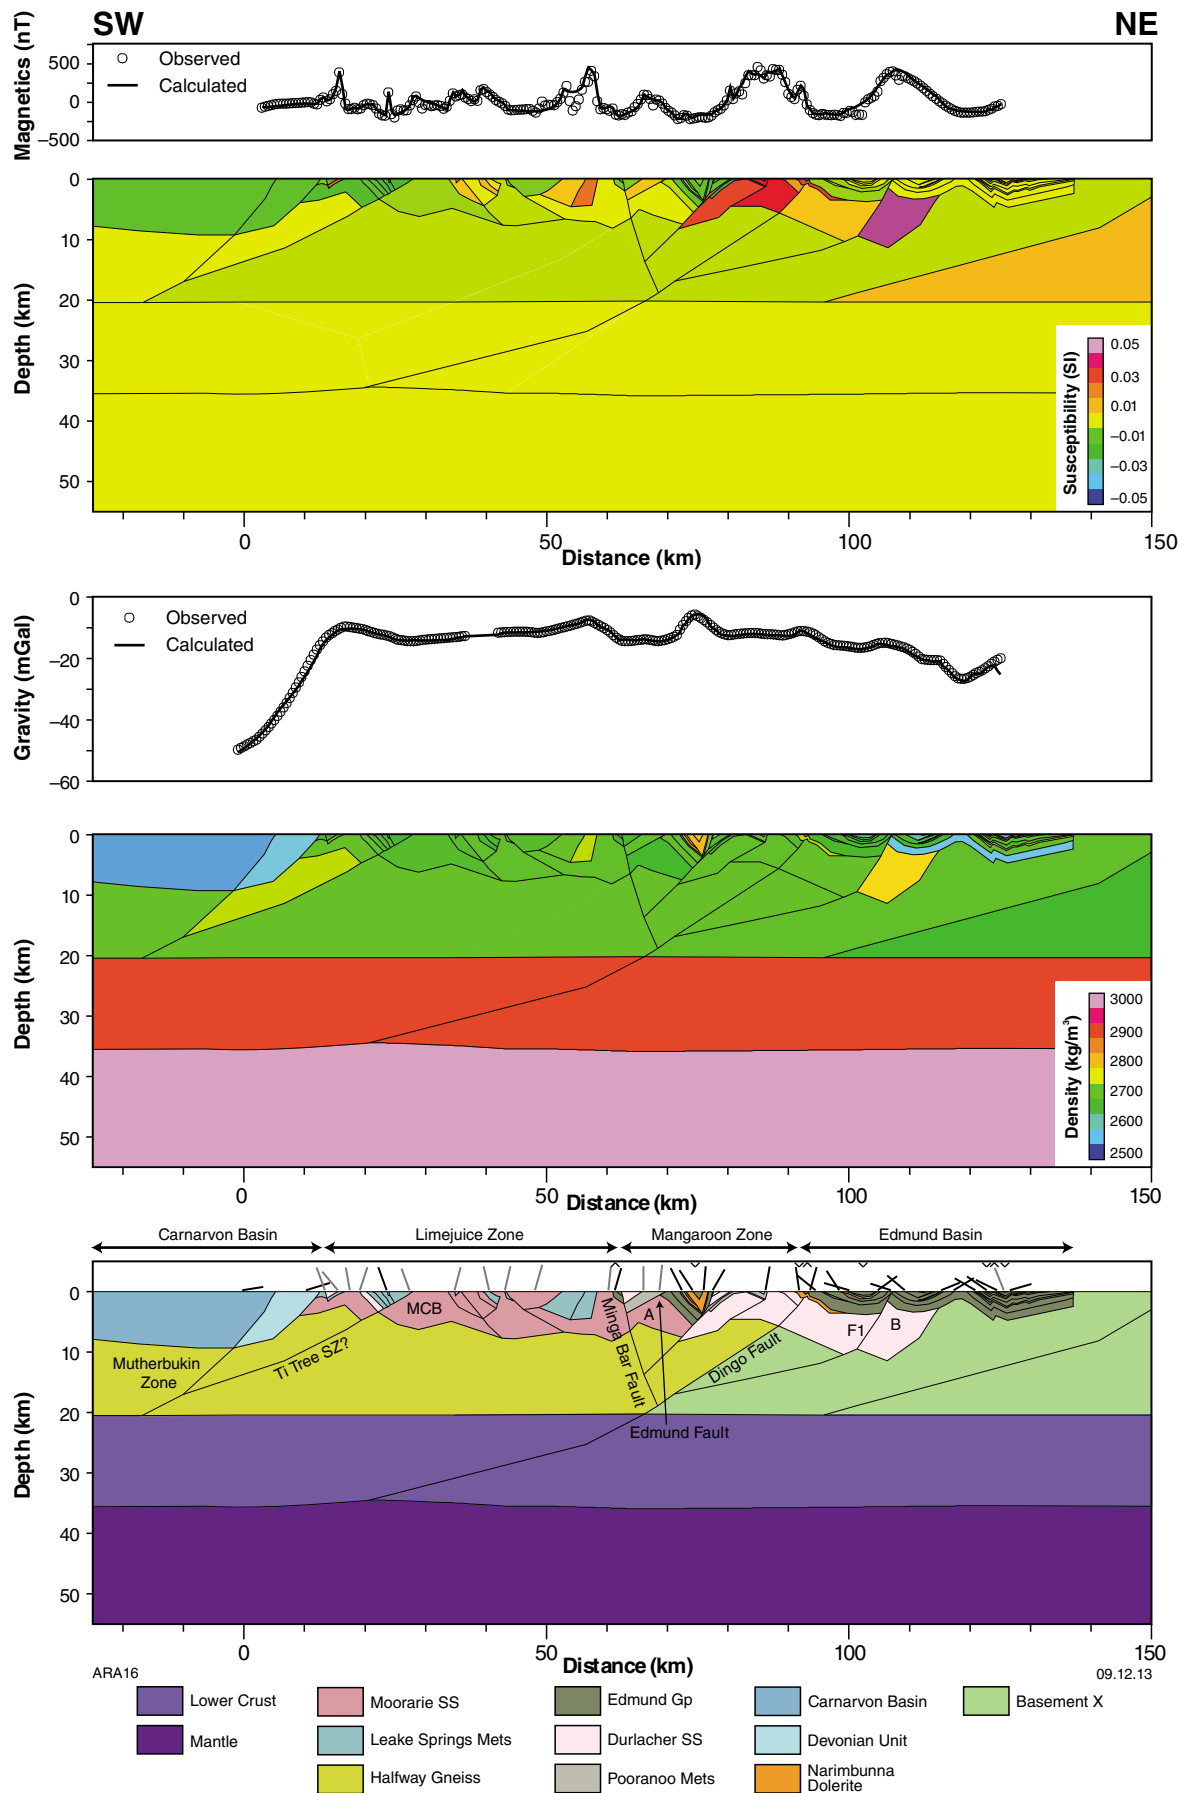 SW
NE
Magnetics (nT)
500
0
–500
Observed
Calculated
Depth (km)
0
10
20
30
40
50
Susceptibility (SI)
0.05
0.03
0.01
–0.01
–0.03
–0.05
0
50
100
150
Distance (km)
Gravity (mGal)
0
–20
–40
–60
Observed
Calculated
Depth (km)
0
10
20
30
40
50
Density (kg/m³)
3000
2900
2800
2700
2600
2500
0
50
100
150
Distance (km)
Carnarvon Basin
Limejuice Zone
Mangaroon Zone
Edmund Basin
Depth (km)
0
10
20
30
40
50
MCB
A
F1
B
Mutherbukin
Zone
Ti Tree SZ?
Minga Bar Fault
Dingo Fault
Edmund Fault
0
50
100
150
Distance (km)
ARA16
09.12.13
Lower Crust
Moorarie SS
Edmund Gp
Carnarvon Basin
Basement X
Mantle
Leake Springs Mets
Durlacher SS
Devonian Unit
Halfway Gneiss
Pooranoo Mets
Narimbunna
Dolerite